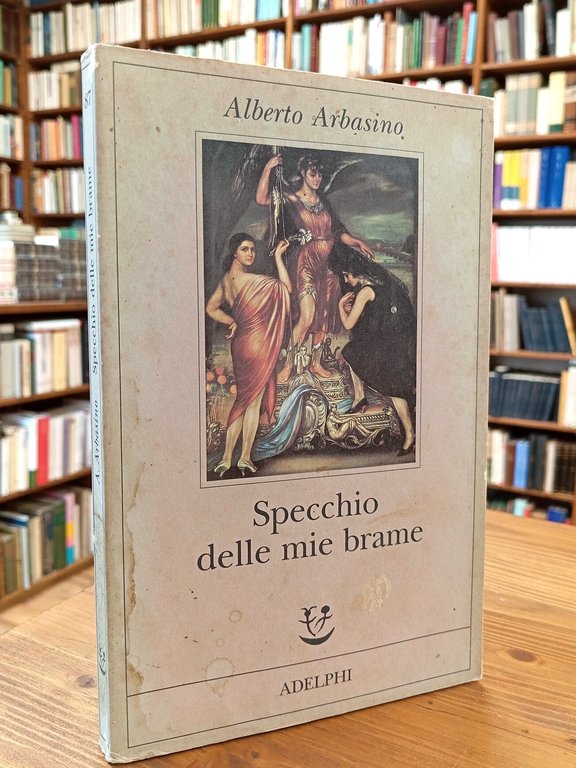 Alberto Arbasino
Specchio
delle mie brame
ADELPHI
A. Arbasino Specchio delle mie brame